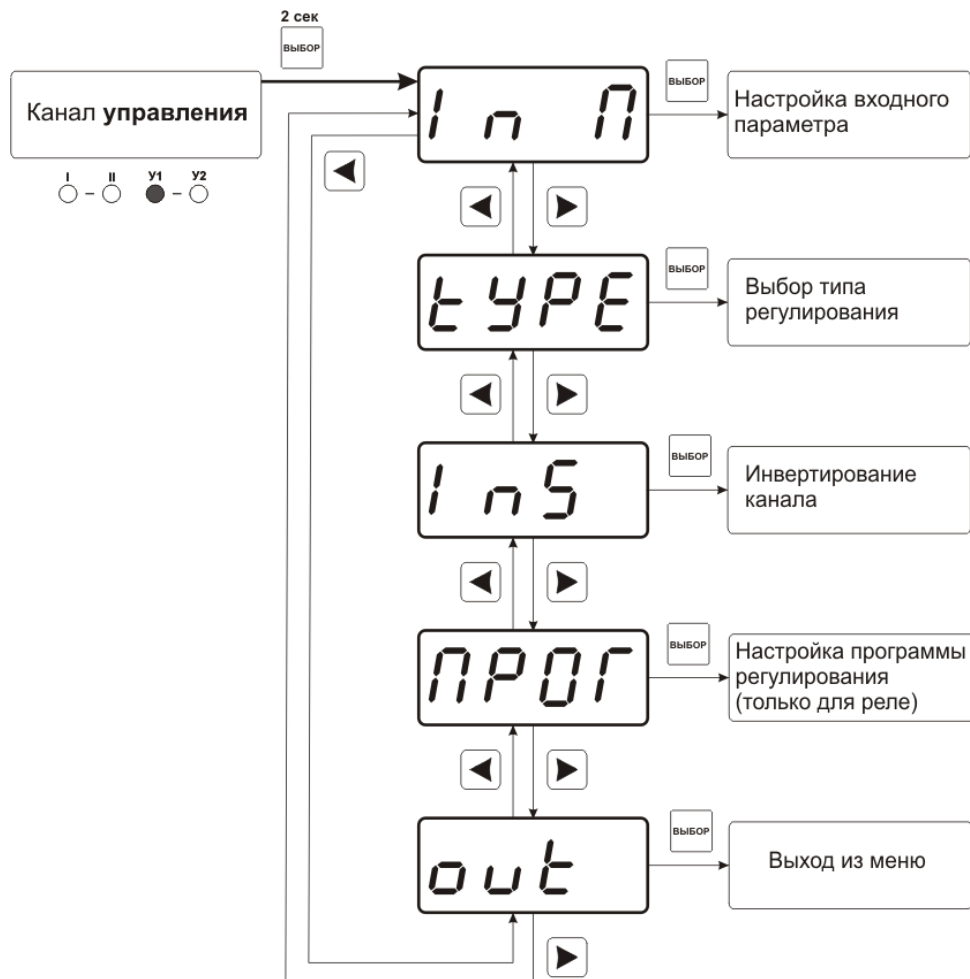 2 сек
ВЫБОР
Канал управления
I – II У1 – У2
In П
ВЫБОР
Настройка входного
параметра
tYPE
ВЫБОР
Выбор типа
регулирования
InS
ВЫБОР
Инвертирование
канала
ПРОГ
ВЫБОР
Настройка программы
регулирования
(только для реле)
out
ВЫБОР
Выход из меню